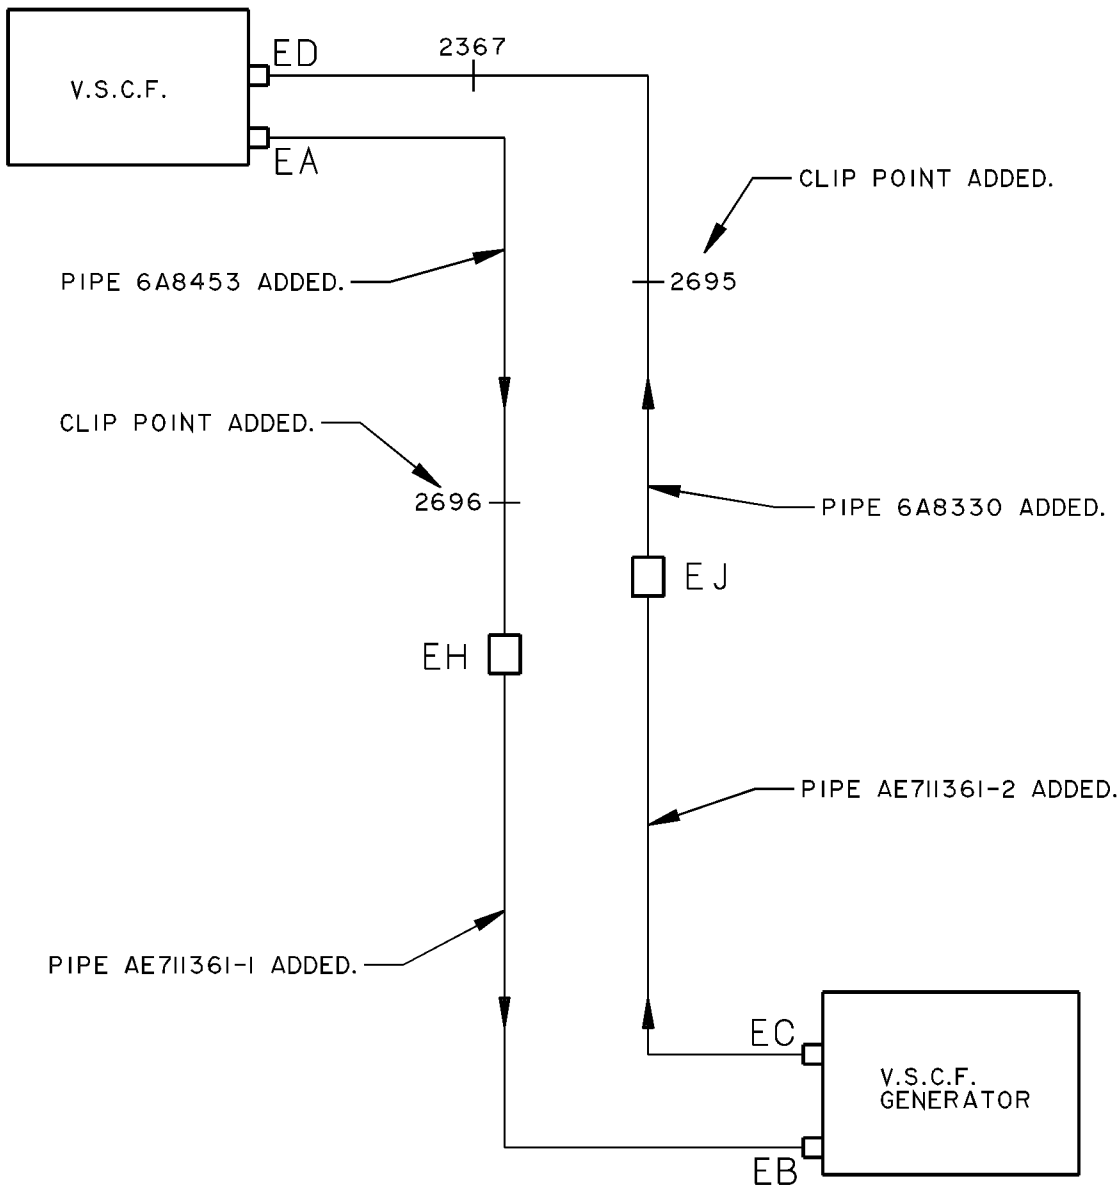 ED
2367
V.S.C.F.
EA
CLIP POINT ADDED.
PIPE 6A8453 ADDED.
2695
CLIP POINT ADDED.
2696
PIPE 6A8330 ADDED.
EJ
EH
PIPE AE711361-2 ADDED.
PIPE AE711361-1 ADDED.
EC
V.S.C.F.
GENERATOR
EB